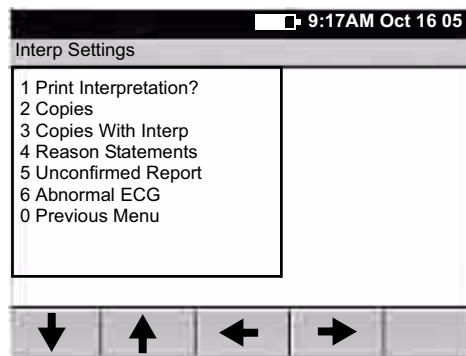 9:17AM Oct 16 05
Interp Settings
1 Print Interpretation?
2 Copies
3 Copies With Interp
4 Reason Statements
5 Unconfirmed Report
6 Abnormal ECG
0 Previous Menu